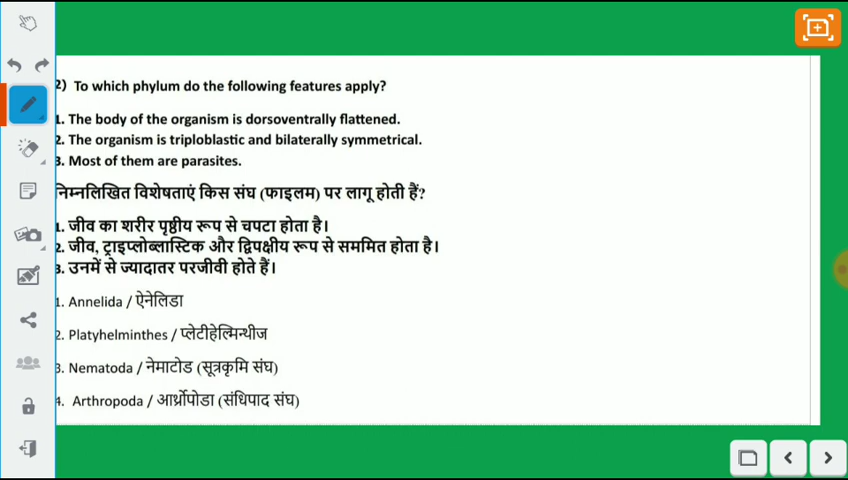 2) To which phylum do the following features apply?
1. The body of the organism is dorsoventrally flattened.
2. The organism is triploblastic and bilaterally symmetrical.
3. Most of them are parasites.
निम्नलिखित विशेषताएं किस संघ (फाइलम) पर लागू होती हैं?
1. जीव का शरीर पृष्ठीय रूप से चपटा होता है।
2. जीव, ट्राइप्लोब्लास्टिक और द्विपक्षीय रूप से सममित होता है।
3. उनमें से ज्यादातर परजीवी होते हैं।
1. Annelida / ऐनेलिडा
2. Platyhelminthes / प्लेटीहेल्मिन्थीज
3. Nematoda / नेमाटोड (सूत्रकृमि संघ)
4. Arthropoda / आर्थ्रोपोडा (संधिपाद संघ)